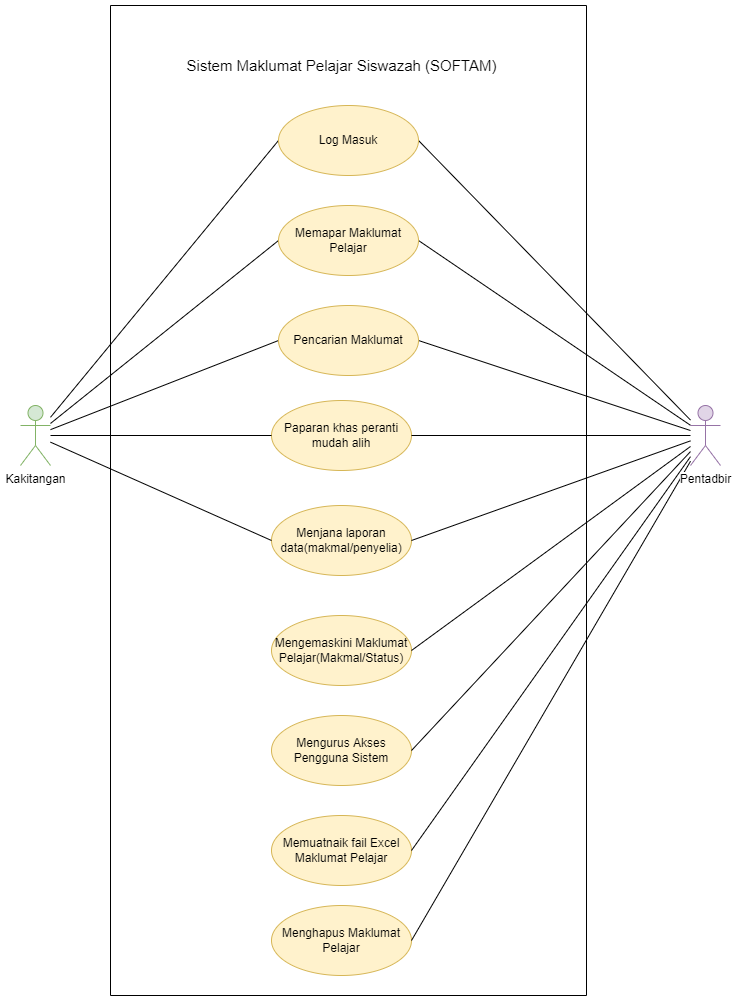 Sistem Maklumat Pelajar Siswazah (SOFTAM)
Log Masuk
Memapar Maklumat
Pelajar
Pencarian Maklumat
Paparan khas peranti
mudah alih
Kakitangan
Pentadbir
Menjana laporan
data(makmal/penyelia)
Mengemaskini Maklumat
Pelajar(Makmal/Status)
Mengurus Akses
Pengguna Sistem
Memuatnaik fail Excel
Maklumat Pelajar
Menghapus Maklumat
Pelajar